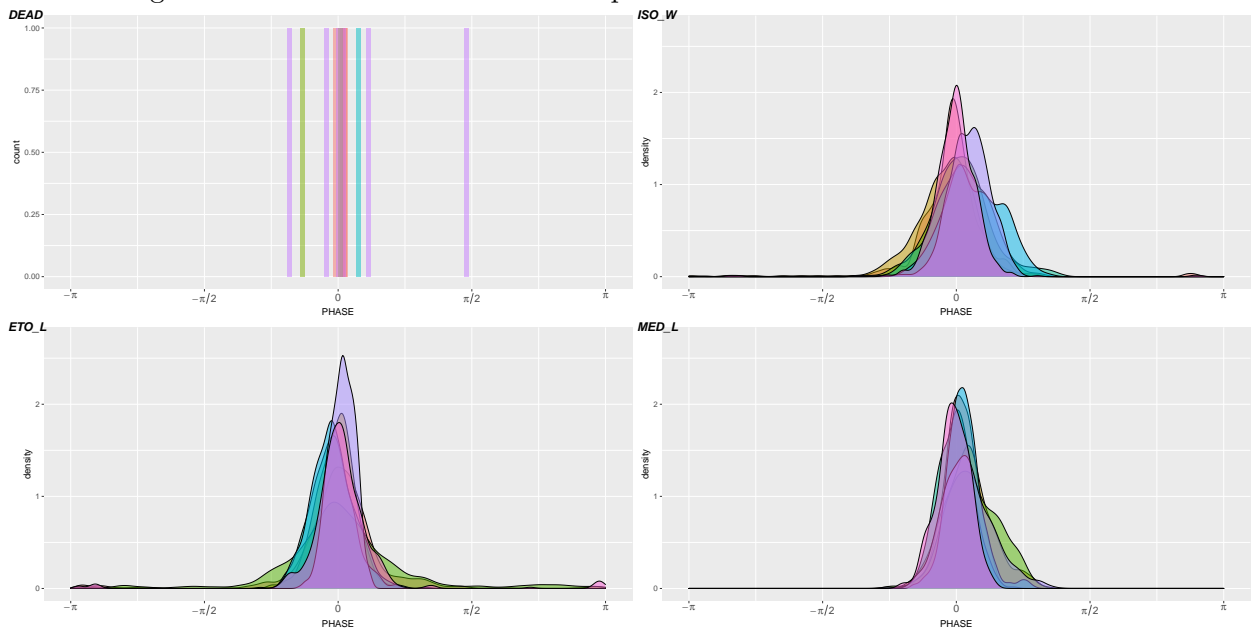 DEAD
1.00
0.75
0.50
0.25
0.00
count
−π
−π/2
0
π/2
π
PHASE
ISO_W
2
1
0
density
−π
−π/2
0
π/2
π
PHASE
ETO_L
2
1
0
density
−π
−π/2
0
π/2
π
PHASE
MED_L
2
1
0
density
−π
−π/2
0
π/2
π
PHASE